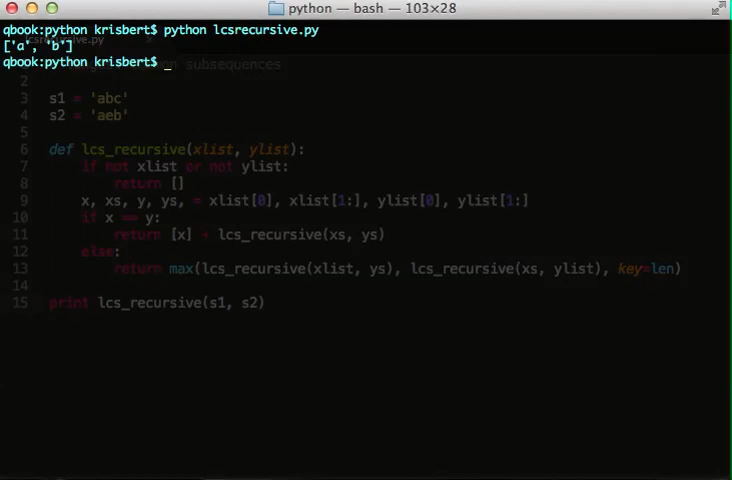 python — bash — 103×28
qbook:python krisbert$ python lcsrecursive.py
['a', 'b']
qbook:python krisbert$ _
lcsrecursive.py
subsequences
2
3 s1 = 'abc'
4 s2 = 'aeb'
5
6 def lcs_recursive(xlist, ylist):
7 if not xlist or not ylist:
8 return []
9 x, xs, y, ys, = xlist[0], xlist[1:], ylist[0], ylist[1:]
10 if x == y:
11 return [x] + lcs_recursive(xs, ys)
12 else:
13 return max(lcs_recursive(xlist, ys), lcs_recursive(xs, ylist), key=len)
14
15 print lcs_recursive(s1, s2)